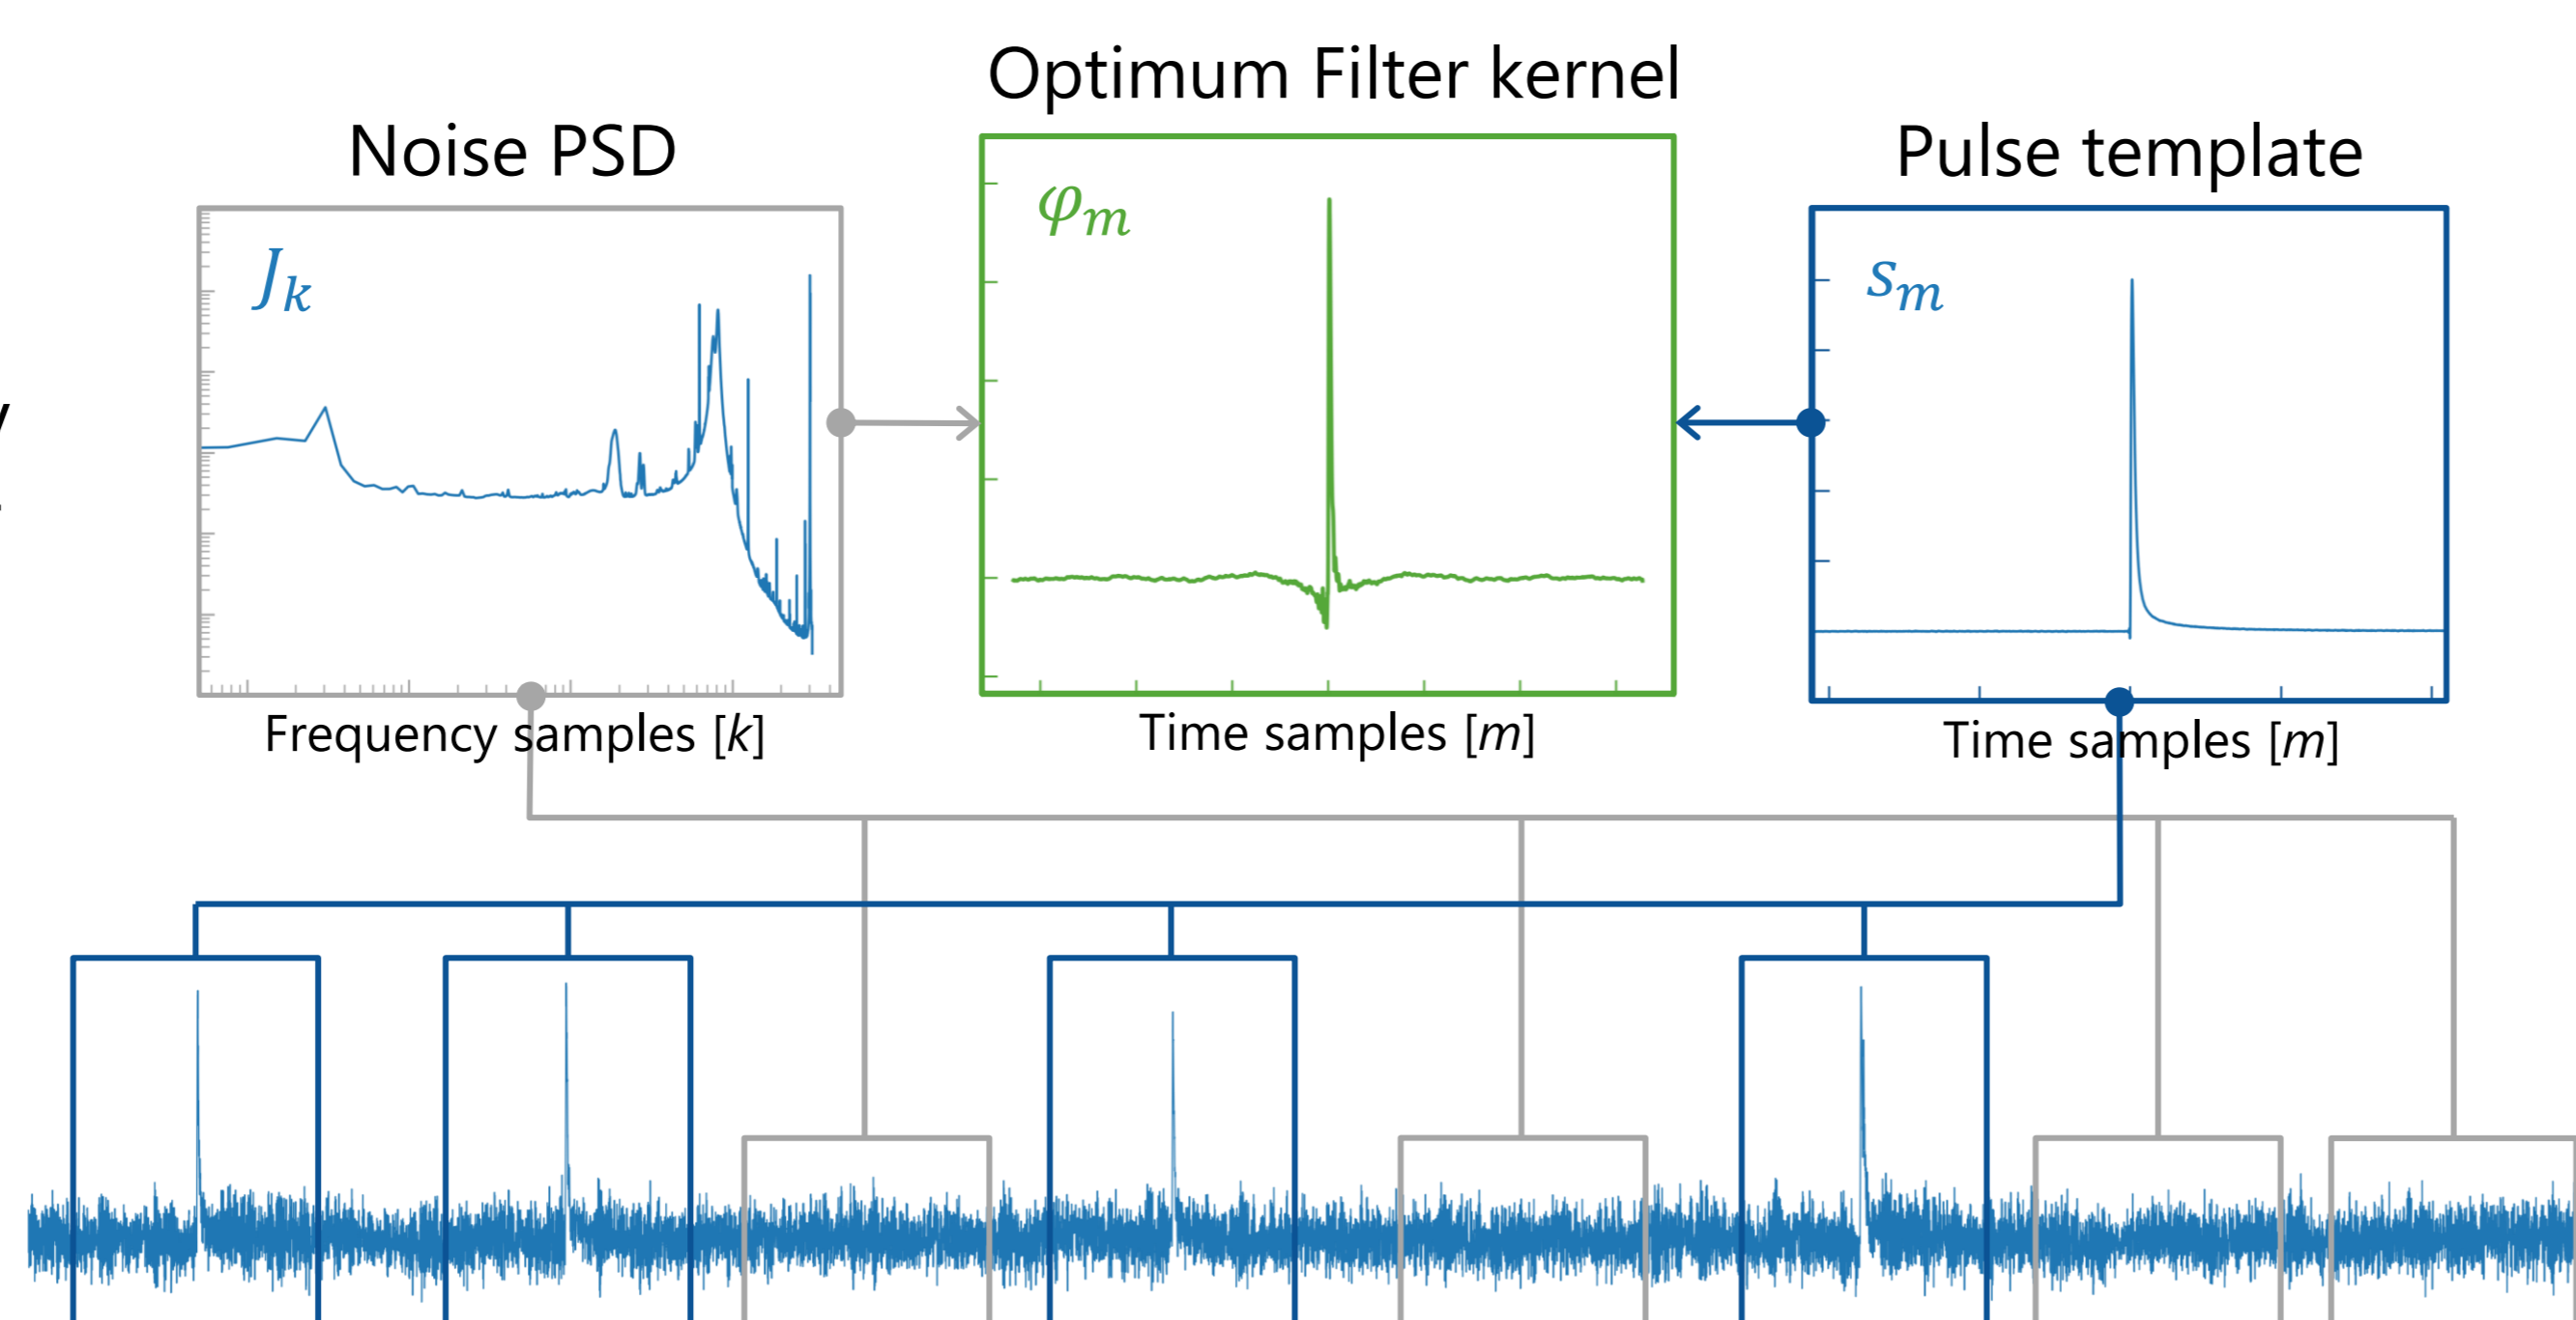 Optimum Filter kernel
Noise PSD
Pulse template
J_k
φ_m
s_m
Frequency samples [k]
Time samples [m]
Time samples [m]